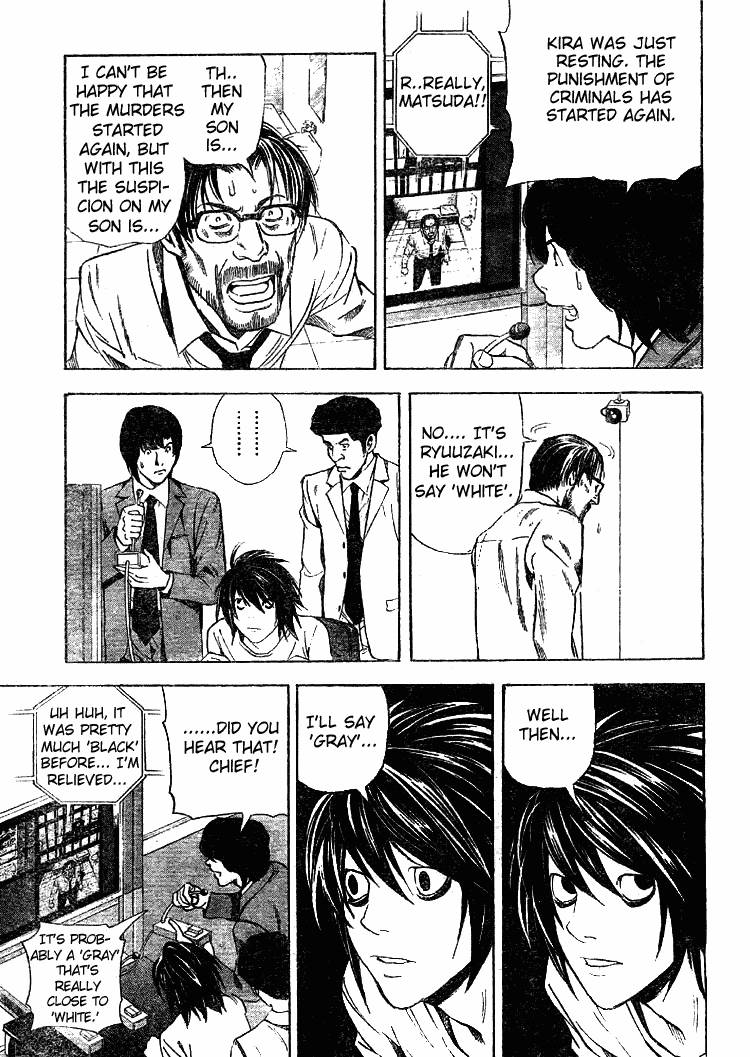 KIRA WAS JUST
RESTING. THE
PUNISHMENT OF
CRIMINALS HAS
STARTED AGAIN.
R..REALLY,
MATSUDA!!
TH..
THEN
MY
SON
IS...
I CAN'T BE
HAPPY THAT
THE MURDERS
STARTED
AGAIN, BUT
WITH THIS
THE SUSPI-
CION ON MY
SON IS...
NO.... IT'S
RYUUZAKI...
HE WON'T
SAY 'WHITE'.
WELL
THEN...
I'LL SAY
'GRAY'...
......DID YOU
HEAR THAT!
CHIEF!
UH HUH, IT
WAS PRETTY
MUCH 'BLACK'
BEFORE... I'M
RELIEVED...
IT'S PROB-
ABLY A 'GRAY'
THAT'S
REALLY
CLOSE TO
'WHITE.'